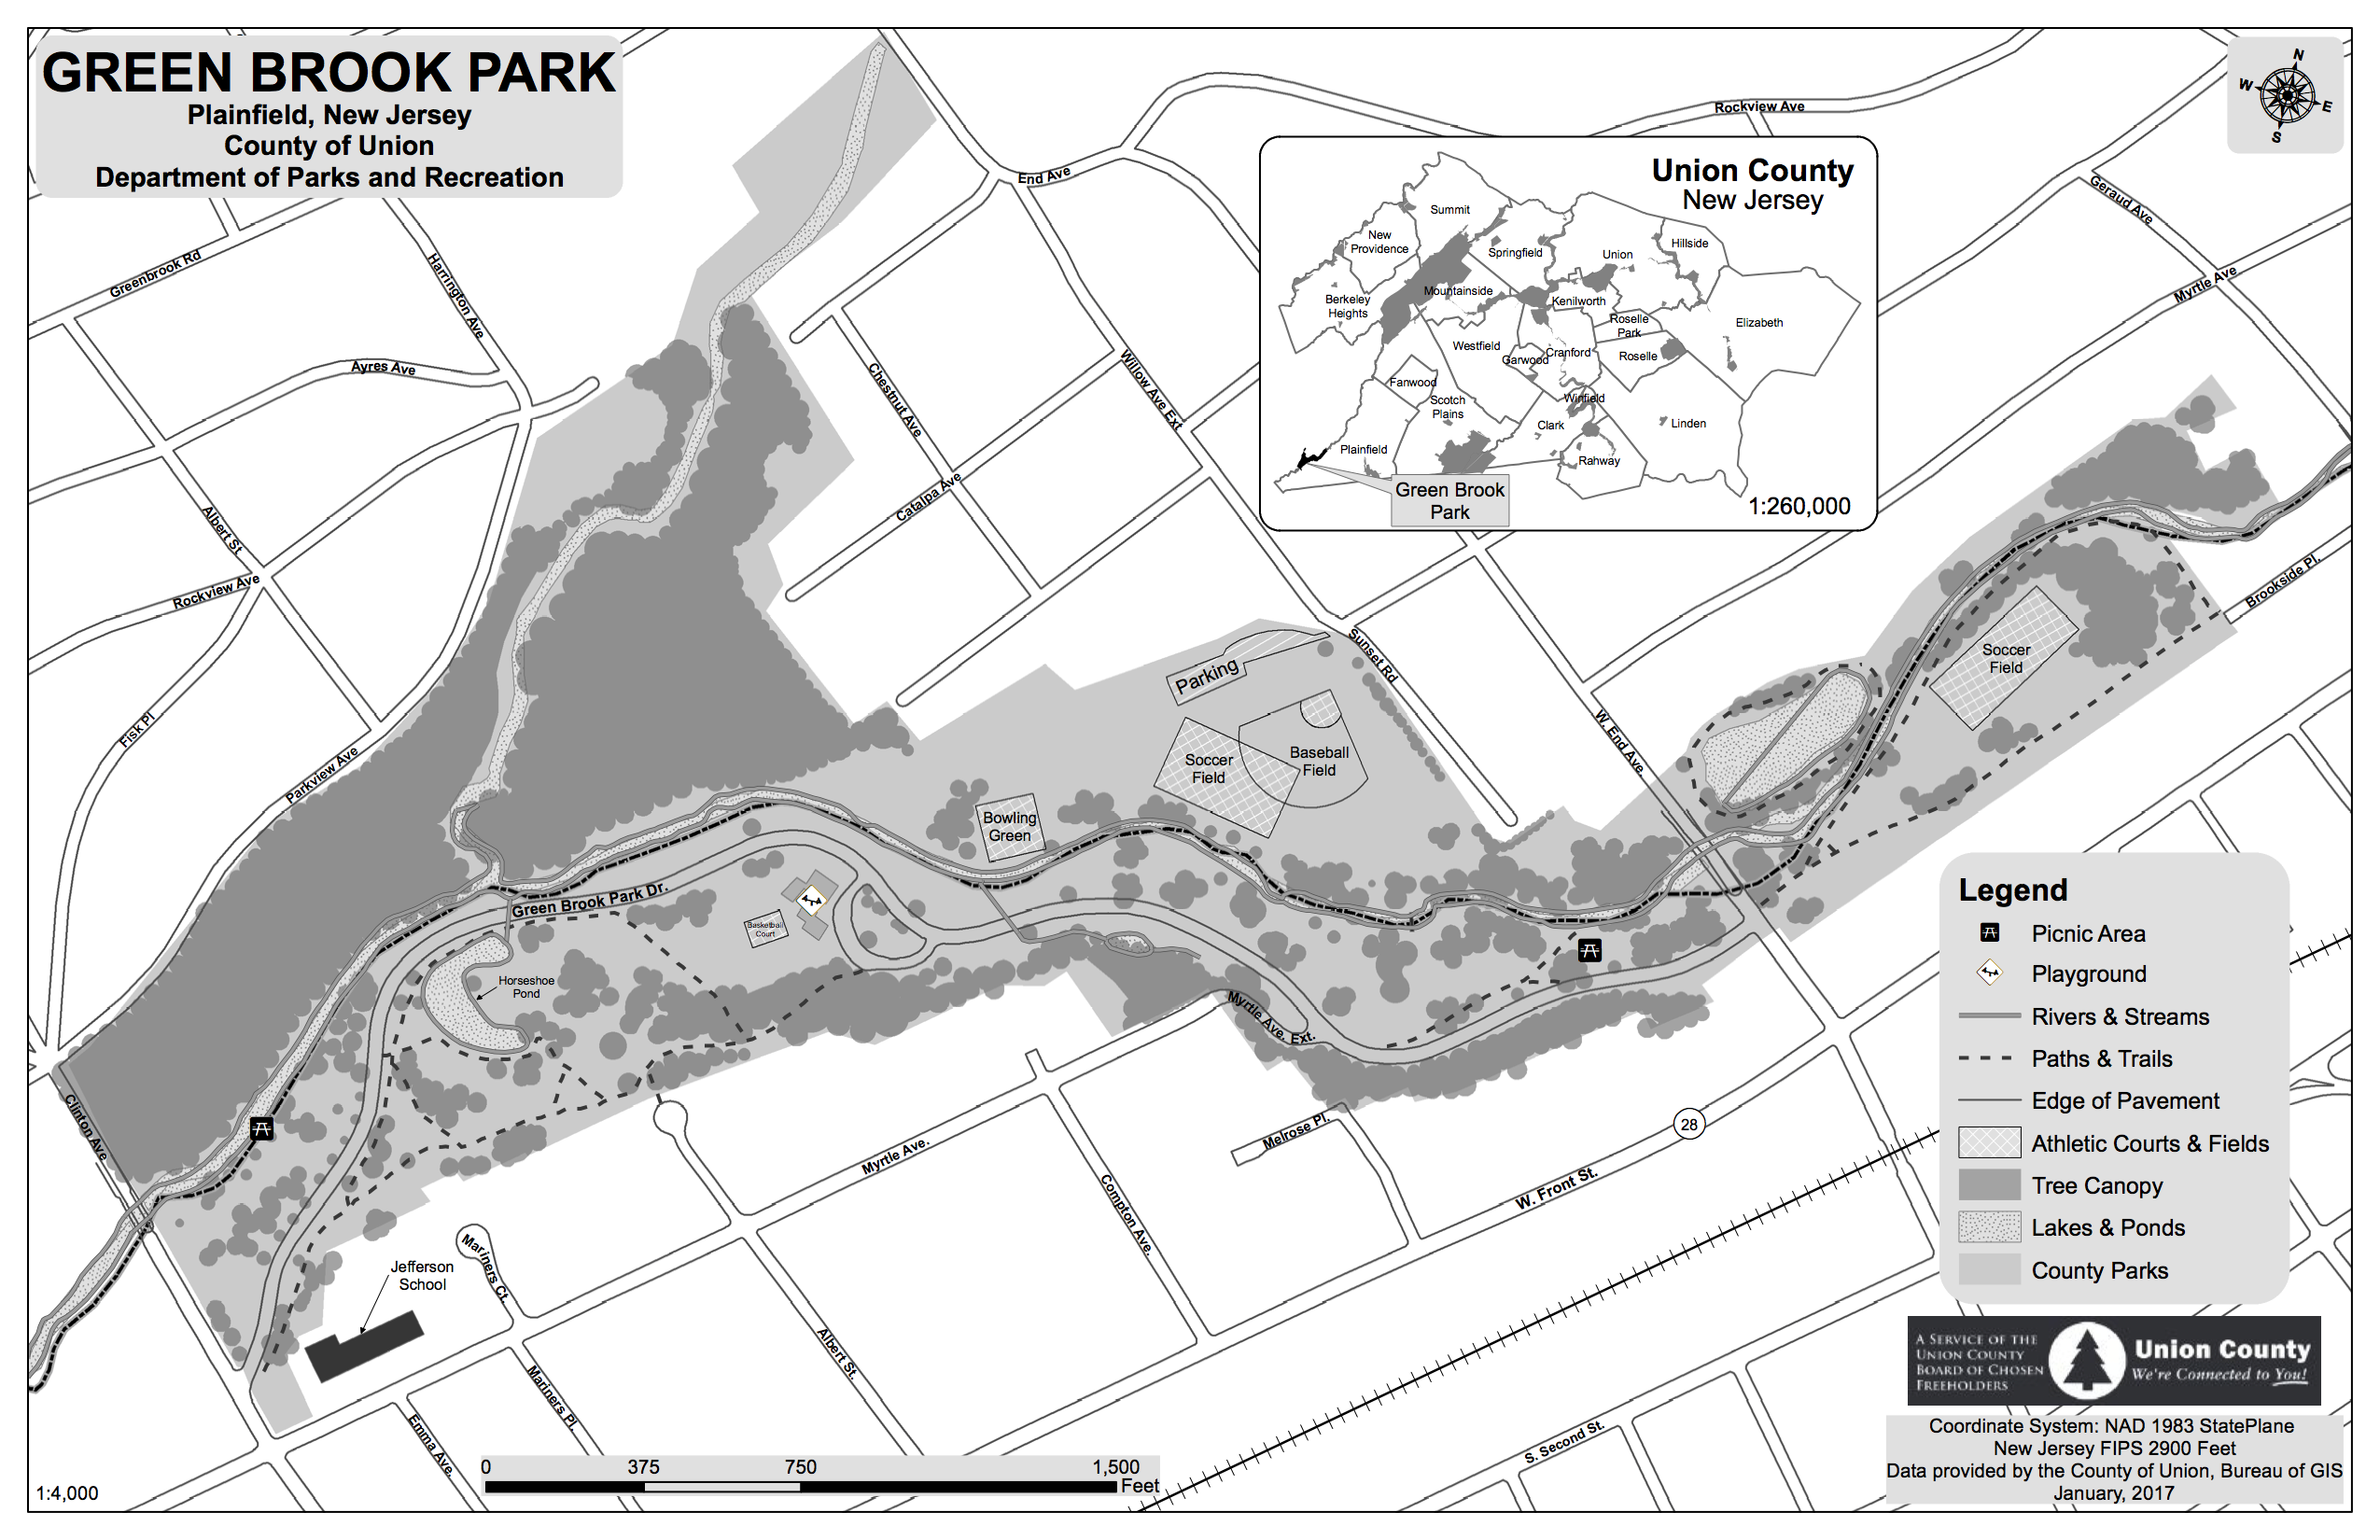 GREEN BROOK PARK
Plainfield, New Jersey
County of Union
Department of Parks and Recreation
N
W
E
S
Rockview Ave
End Ave
Geraud Ave
Myrtle Ave
Greenbrook Rd
Harrington Ave
Ayres Ave
Chestnut Ave
Willow Ave Ext
Catalpa Ave
Albert St
Rockview Ave
Fisk Pl
Parkview Ave
Union County
New Jersey
Summit
New
Providence
Springfield
Union
Hillside
Berkeley
Heights
Mountainside
Kenilworth
Roselle
Park
Elizabeth
Westfield
Garwood
Cranford
Roselle
Fanwood
Scotch
Plains
Winfield
Clark
Linden
Plainfield
Rahway
Green Brook
Park
1:260,000
Brookside Pl.
Soccer
Field
Sunset Rd
Parking
W. End Ave.
Soccer
Field
Baseball
Field
Bowling
Green
Green Brook Park Dr.
Basketball
Court
Horseshoe
Pond
Myrtle Ave. Ext.
Clinton Ave
Melrose Pl.
Myrtle Ave.
Compton Ave.
28
W. Front St.
Mariners Ct.
Jefferson
School
Albert St.
Mariners Pl.
Emma Ave.
S. Second St.
Legend
Picnic Area
Playground
Rivers & Streams
Paths & Trails
Edge of Pavement
Athletic Courts & Fields
Tree Canopy
Lakes & Ponds
County Parks
A Service of the
Union County
Board of Chosen
Freeholders
Union County
We're Connected to You!
Coordinate System: NAD 1983 StatePlane
New Jersey FIPS 2900 Feet
Data provided by the County of Union, Bureau of GIS
January, 2017
0 375 750 1,500
Feet
1:4,000